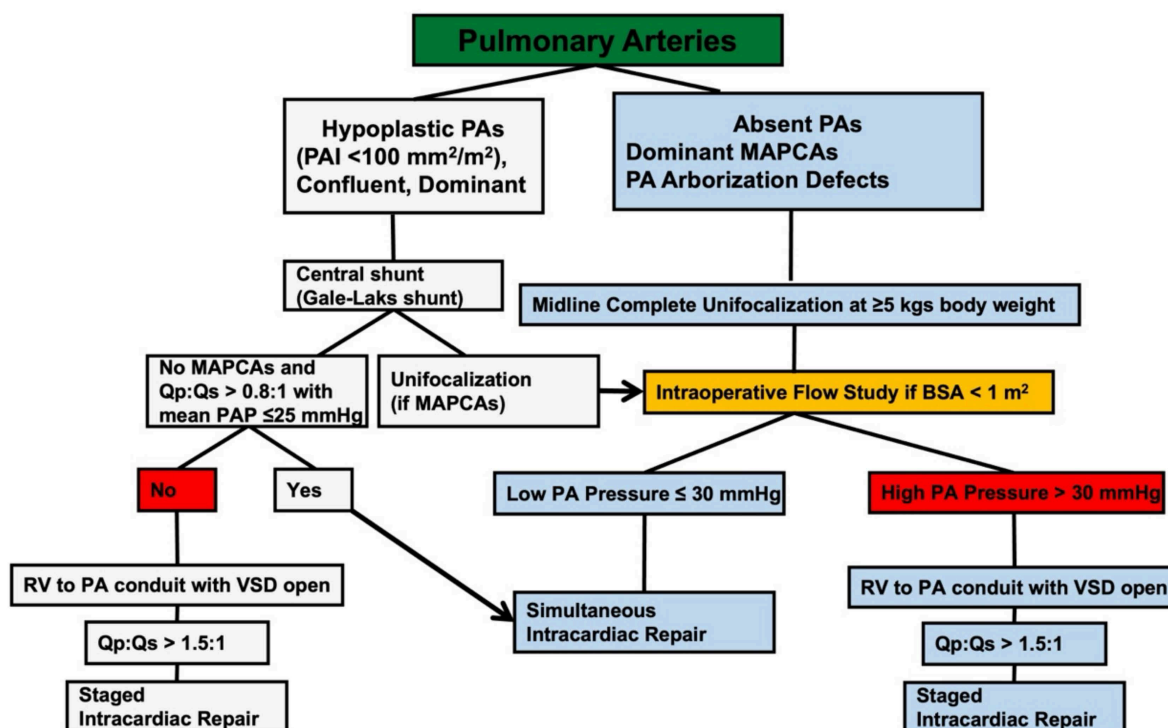 Pulmonary Arteries
Hypoplastic PAs
(PAI <100 mm²/m²),
Confluent, Dominant
Absent PAs
Dominant MAPCAs
PA Arborization Defects
Central shunt
(Gale-Laks shunt)
Midline Complete Unifocalization at ≥5 kgs body weight
No MAPCAs and
Qp:Qs > 0.8:1 with
mean PAP ≤25 mmHg
Unifocalization
(if MAPCAs)
Intraoperative Flow Study if BSA < 1 m²
No
Yes
Low PA Pressure ≤ 30 mmHg
High PA Pressure > 30 mmHg
RV to PA conduit with VSD open
Simultaneous
Intracardiac Repair
RV to PA conduit with VSD open
Qp:Qs > 1.5:1
Qp:Qs > 1.5:1
Staged
Intracardiac Repair
Staged
Intracardiac Repair